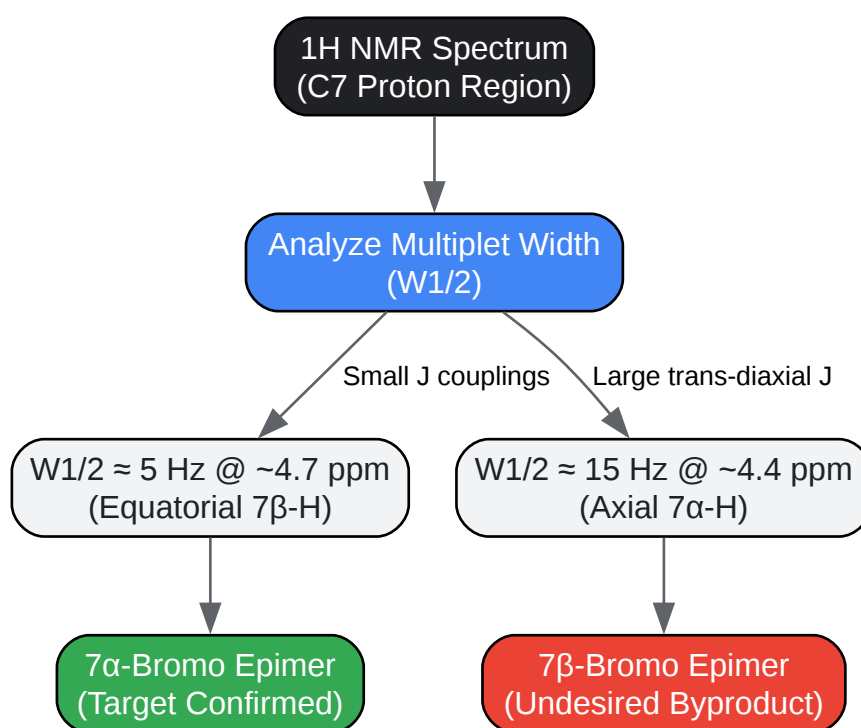 1H NMR Spectrum
(C7 Proton Region)
Analyze Multiplet Width
(W1/2)
Small J couplings
Large trans-diaxial J
W1/2 ≈ 5 Hz @ ~4.7 ppm
(Equatorial 7β-H)
W1/2 ≈ 15 Hz @ ~4.4 ppm
(Axial 7α-H)
7α-Bromo Epimer
(Target Confirmed)
7β-Bromo Epimer
(Undesired Byproduct)